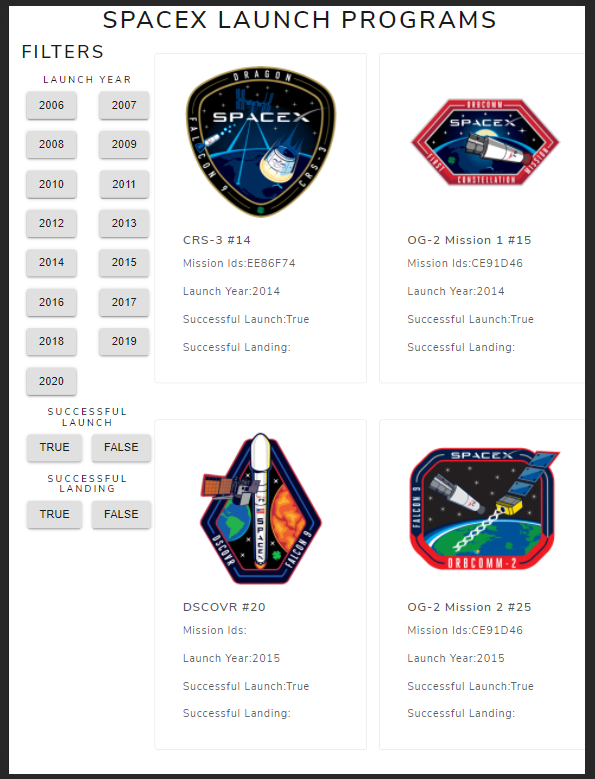 SPACEX LAUNCH PROGRAMS
FILTERS
LAUNCH YEAR
2006 2007
2008 2009
2010 2011
2012 2013
2014 2015
2016 2017
2018 2019
2020
SUCCESSFUL
LAUNCH
TRUE FALSE
SUCCESSFUL
LANDING
TRUE FALSE
DRAGON
SPACEX
FALCON 9
CRS-3
CRS-3 #14
Mission Ids:EE86F74
Launch Year:2014
Successful Launch:True
Successful Landing:
ORBCOMM
SPACEX
FIRST
CONSTELLATION
MISSION
OG-2 Mission 1 #15
Mission Ids:CE91D46
Launch Year:2014
Successful Launch:True
Successful Landing:
SPACEX
DSCOVR
FALCON 9
DSCOVR #20
Mission Ids:
Launch Year:2015
Successful Launch:True
Successful Landing:
SPACEX
FALCON 9
ORBCOMM-2
OG-2 Mission 2 #25
Mission Ids:CE91D46
Launch Year:2015
Successful Launch:True
Successful Landing: